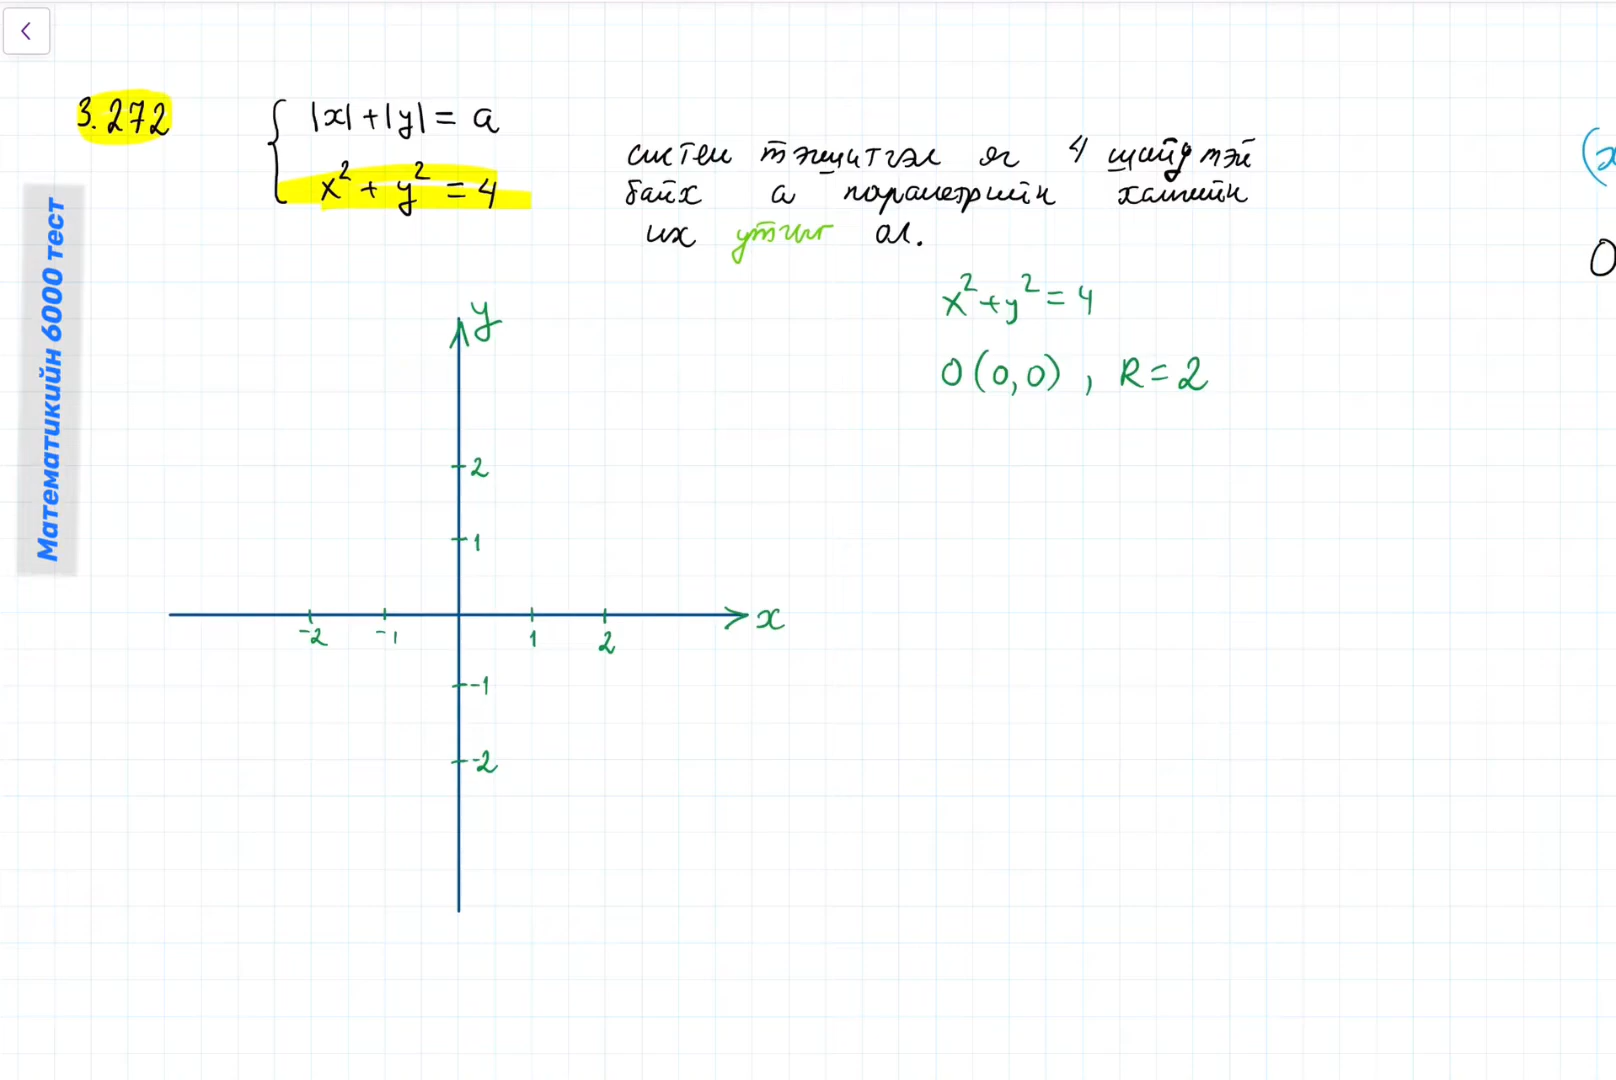 3.272
|x| + |y| = a
x² + y² = 4
систем тэгшитгэл яг 4 шийдтэй
байх а параметрийн хамгийн
их утгыг ол.
Математикийн 6000 тест
x² + y² = 4
O (0,0) , R = 2
y
2
1
-2 -1 1 2 x
-1
-2